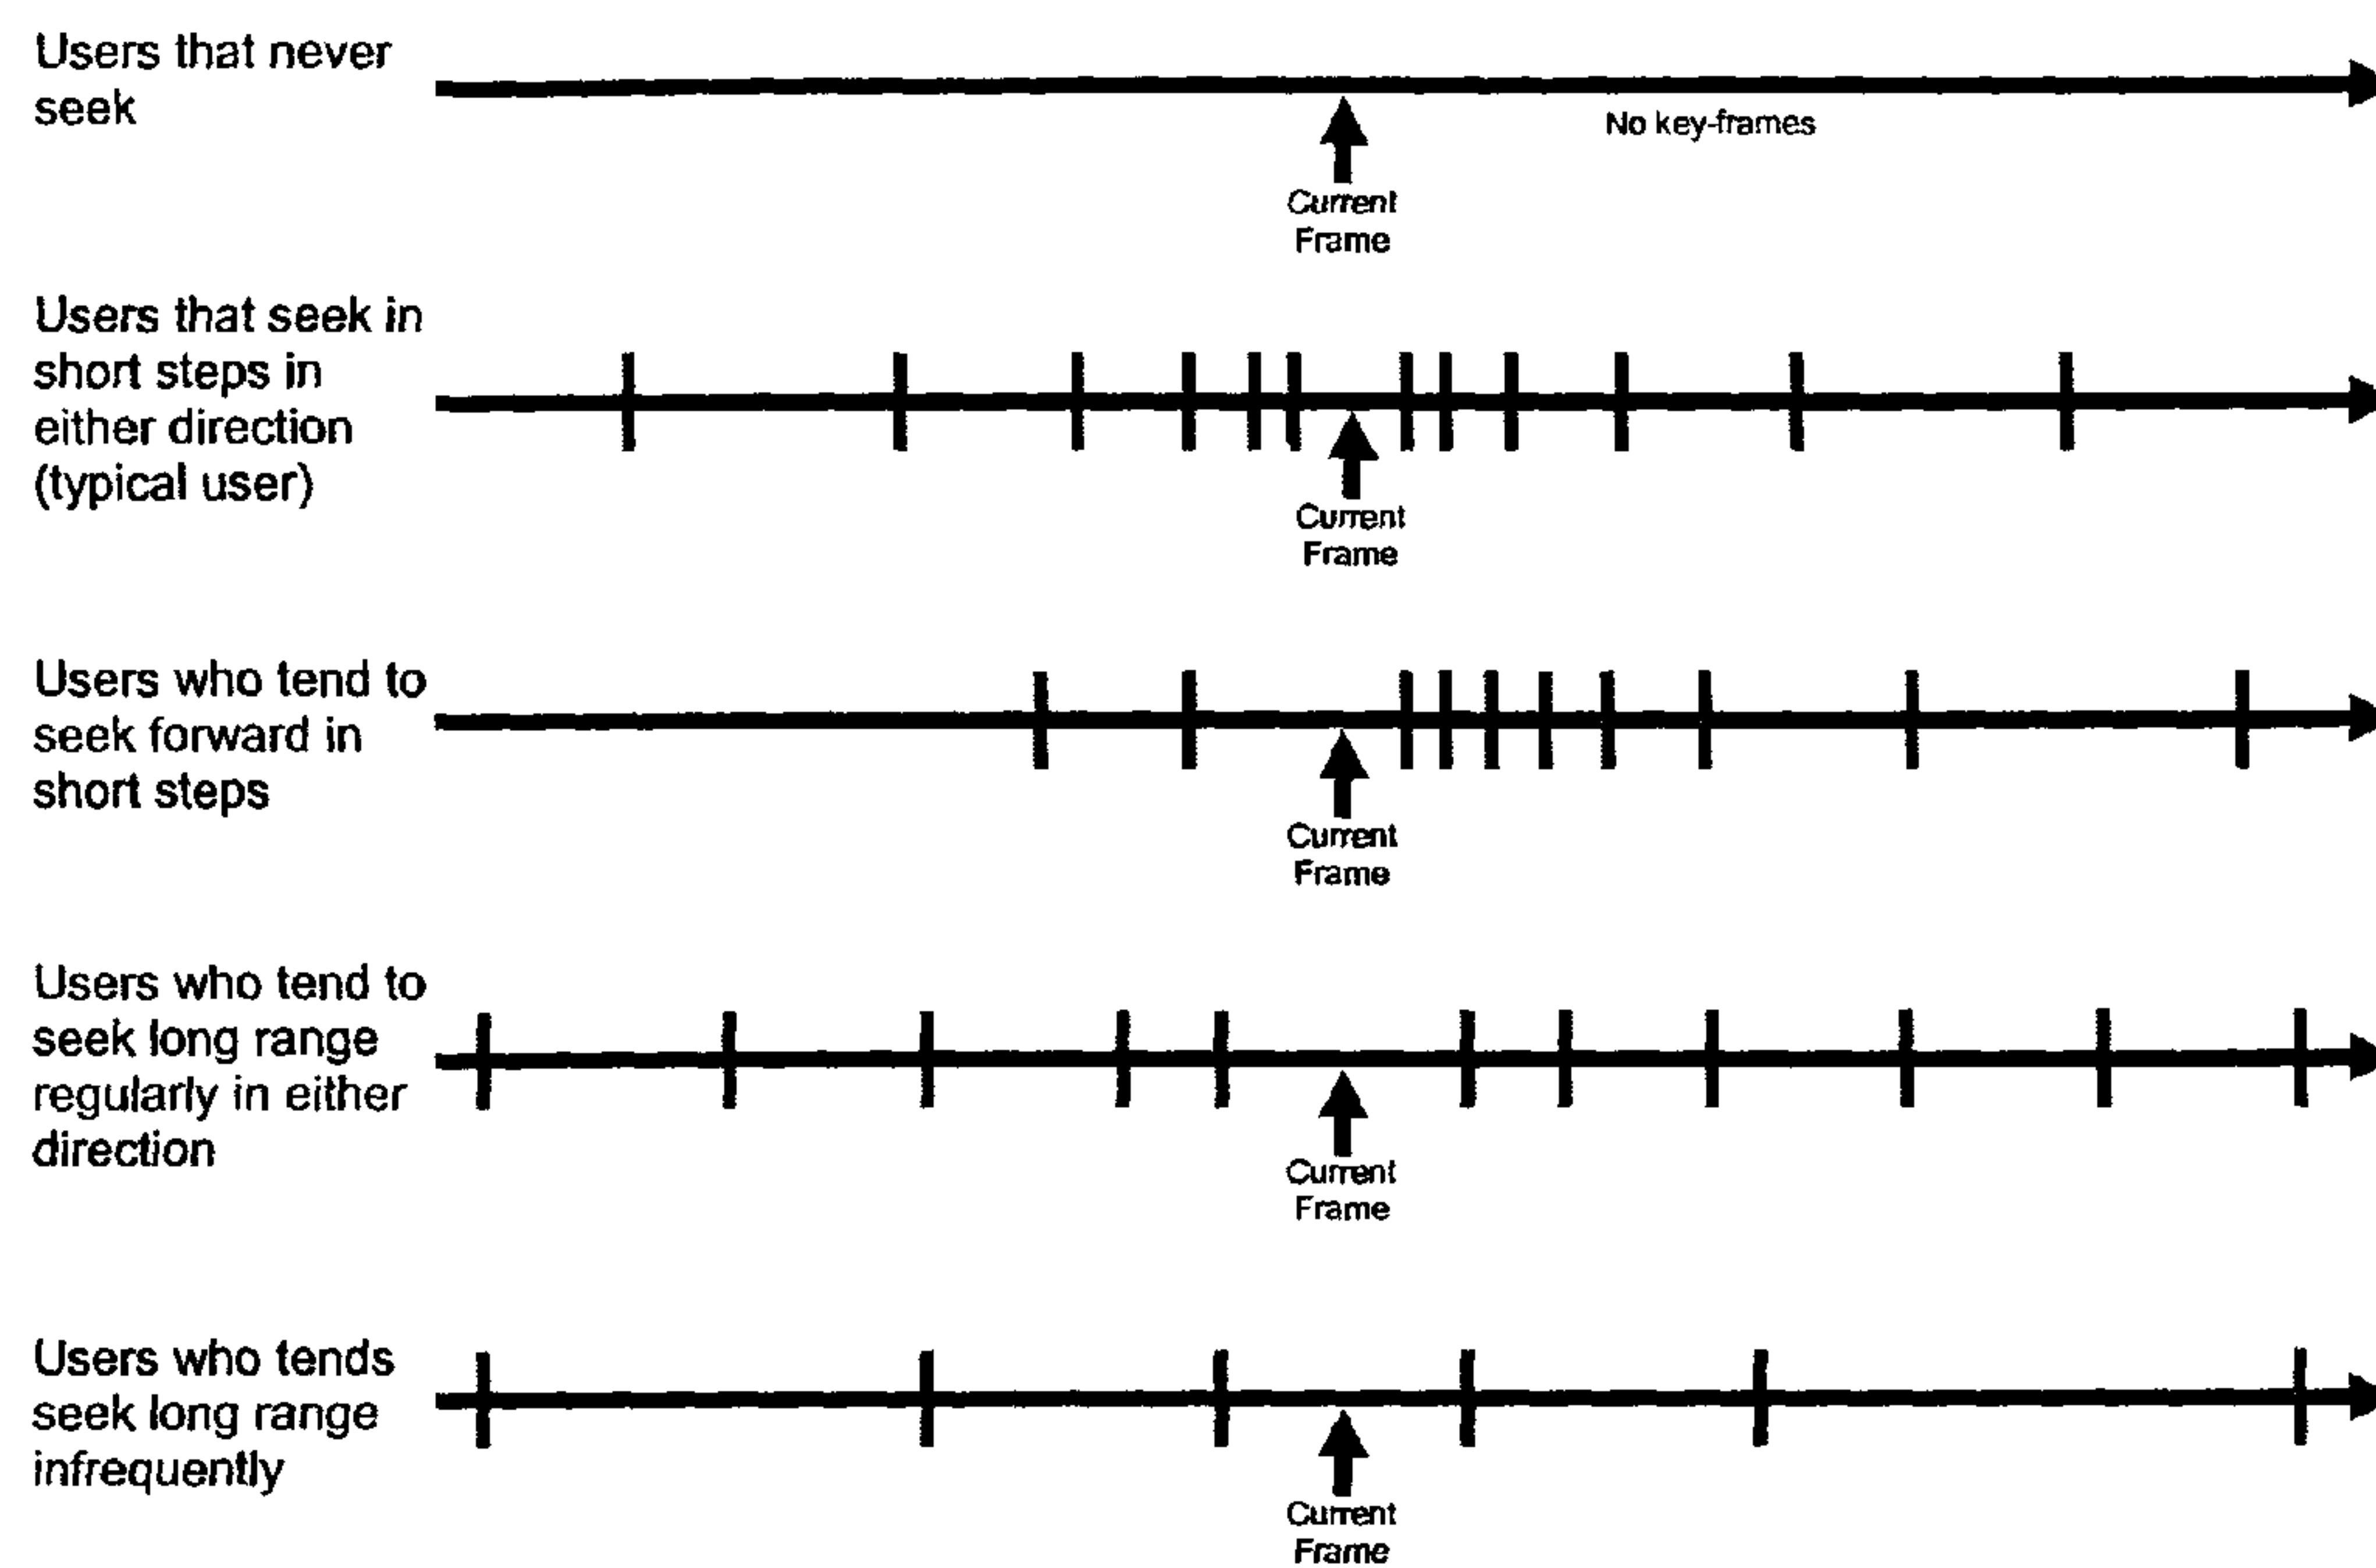 Users that never
seek
No key-frames
Current
Frame
Users that seek in
short steps in
either direction
(typical user)
Current
Frame
Users who tend to
seek forward in
short steps
Current
Frame
Users who tend to
seek long range
regularly in either
direction
Current
Frame
Users who tends
seek long range
infrequently
Current
Frame